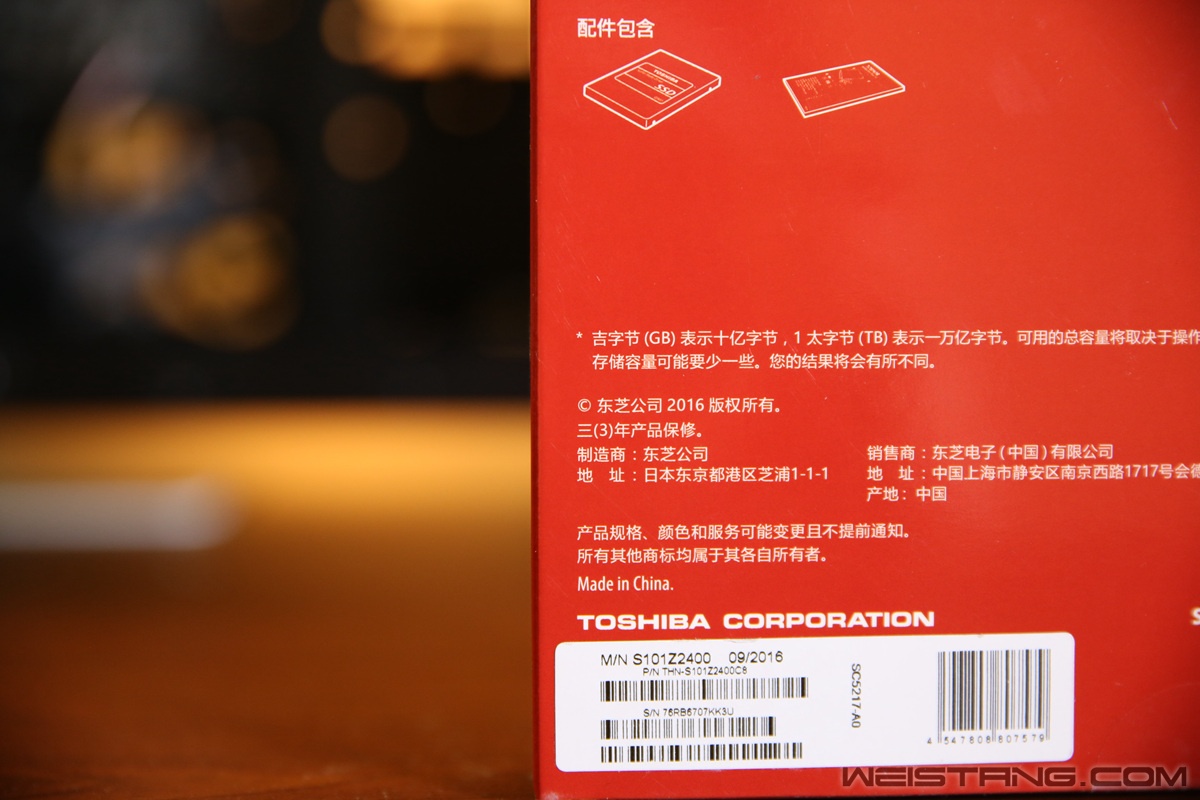 配件包含
TOSHIBA
SSD
* 吉字节 (GB) 表示十亿字节，1 太字节 (TB) 表示一万亿字节。可用的总容量将取决于操作
存储容量可能要少一些。您的结果将会有所不同。
© 东芝公司 2016 版权所有。
三(3)年产品保修。
制造商：东芝公司
地 址：日本东京都港区芝浦1-1-1
销售商：东芝电子(中国)有限公司
地 址：中国上海市静安区南京西路1717号会德
产地：中国
产品规格、颜色和服务可能变更且不提前通知。
所有其他商标均属于其各自所有者。
Made in China.
TOSHIBA CORPORATION
M/N S101Z2400 09/2016
P/N THN-S101Z2400C8
S/N 76RB6707KK3U
SC5217-A0
4 547808 807579
WEISTANG.COM